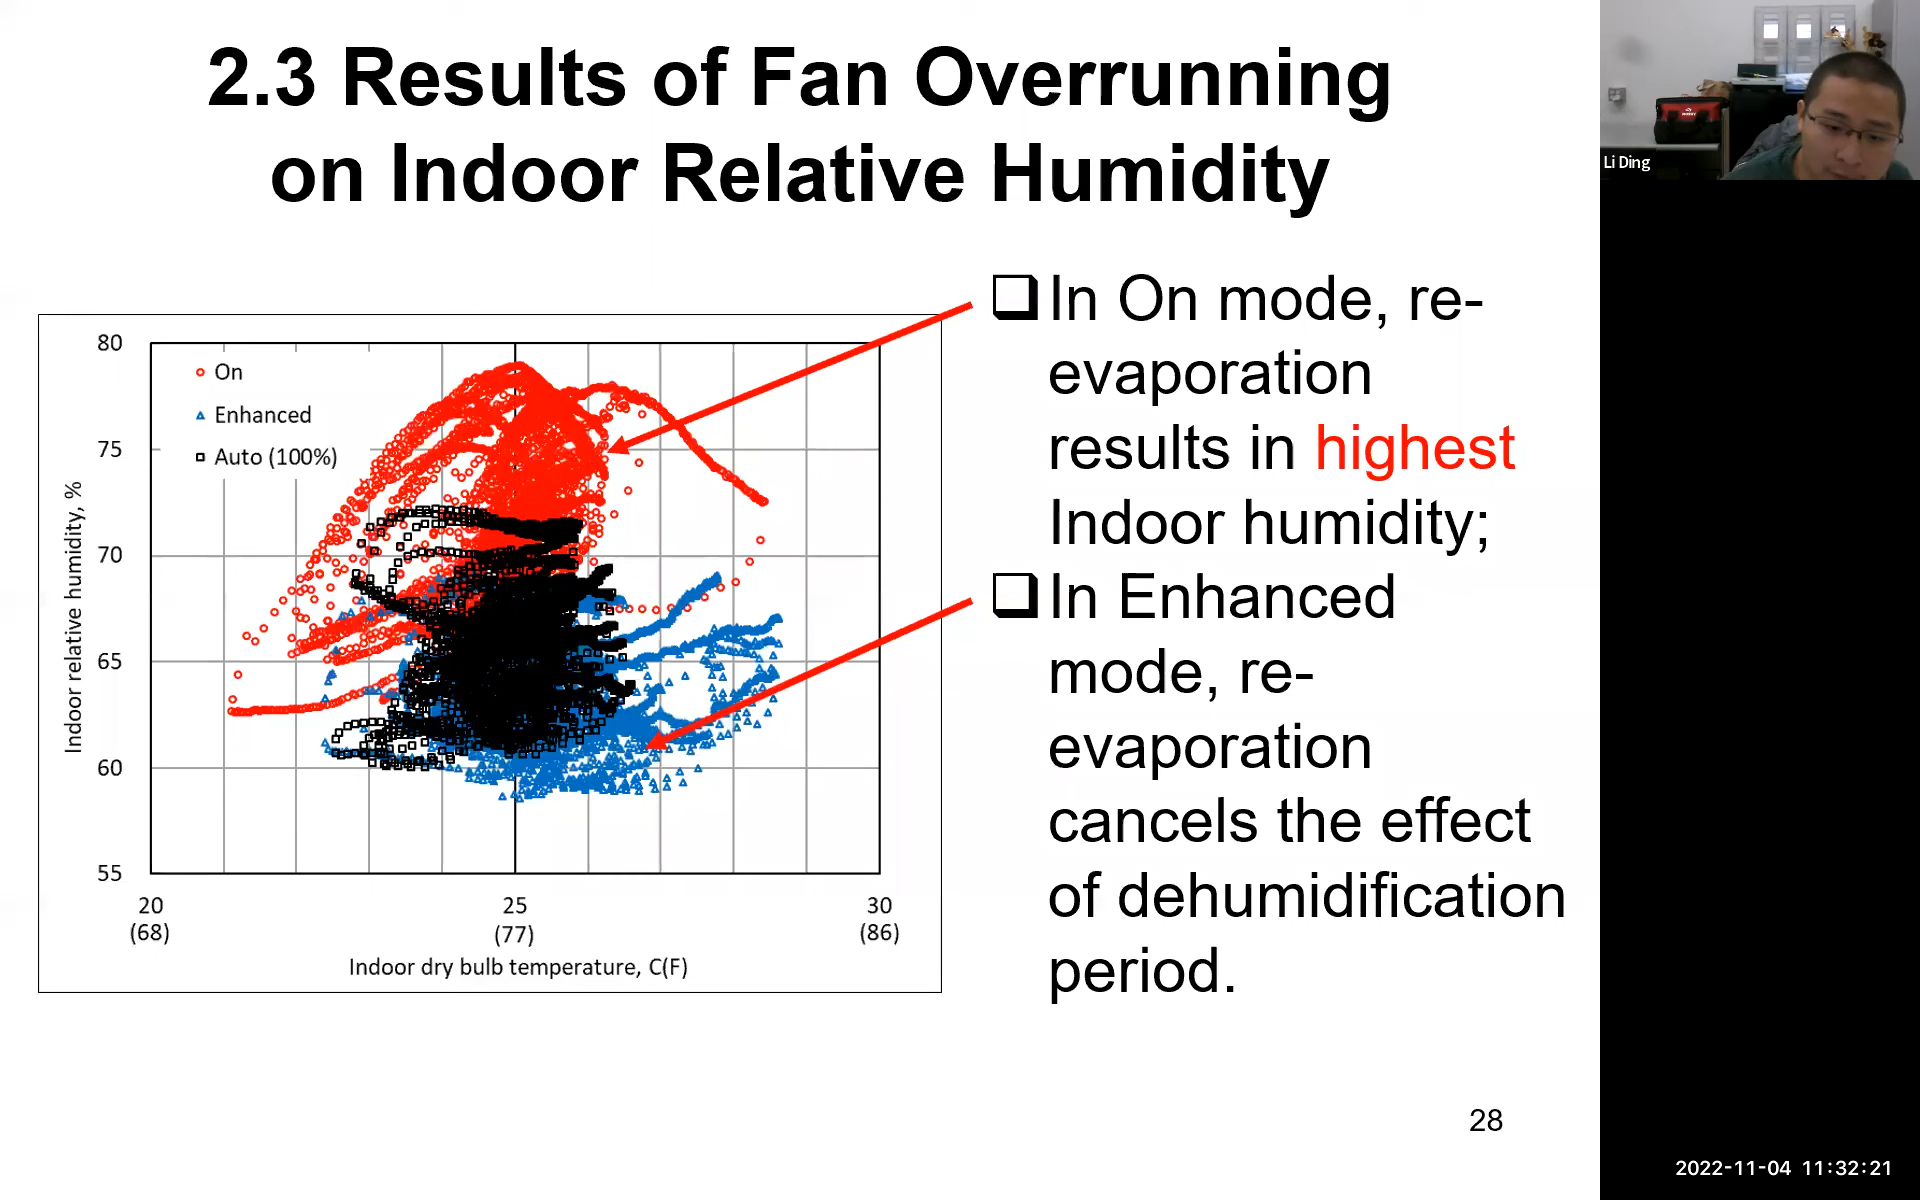 2.3 Results of Fan Overrunning
on Indoor Relative Humidity
Li Ding
80
75
70
65
60
55
On
Enhanced
Auto (100%)
Indoor relative humidity, %
20
(68)
25
(77)
30
(86)
Indoor dry bulb temperature, C(F)
In On mode, re-
evaporation
results in highest
Indoor humidity;
In Enhanced
mode, re-
evaporation
cancels the effect
of dehumidification
period.
28
2022-11-04 11:32:21